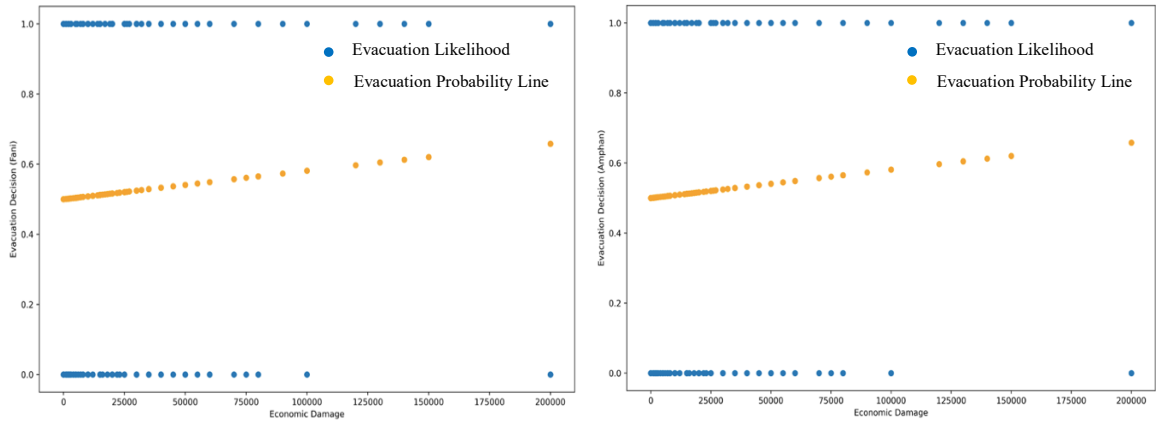 1.0
0.8
0.6
0.4
0.2
0.0
Evacuation Decision (Fani)
Evacuation Likelihood
Evacuation Probability Line
0 25000 50000 75000 100000 125000 150000 175000 200000
Economic Damage
1.0
0.8
0.6
0.4
0.2
0.0
Evacuation Decision (Amphan)
Evacuation Likelihood
Evacuation Probability Line
0 25000 50000 75000 100000 125000 150000 175000 200000
Economic Damage